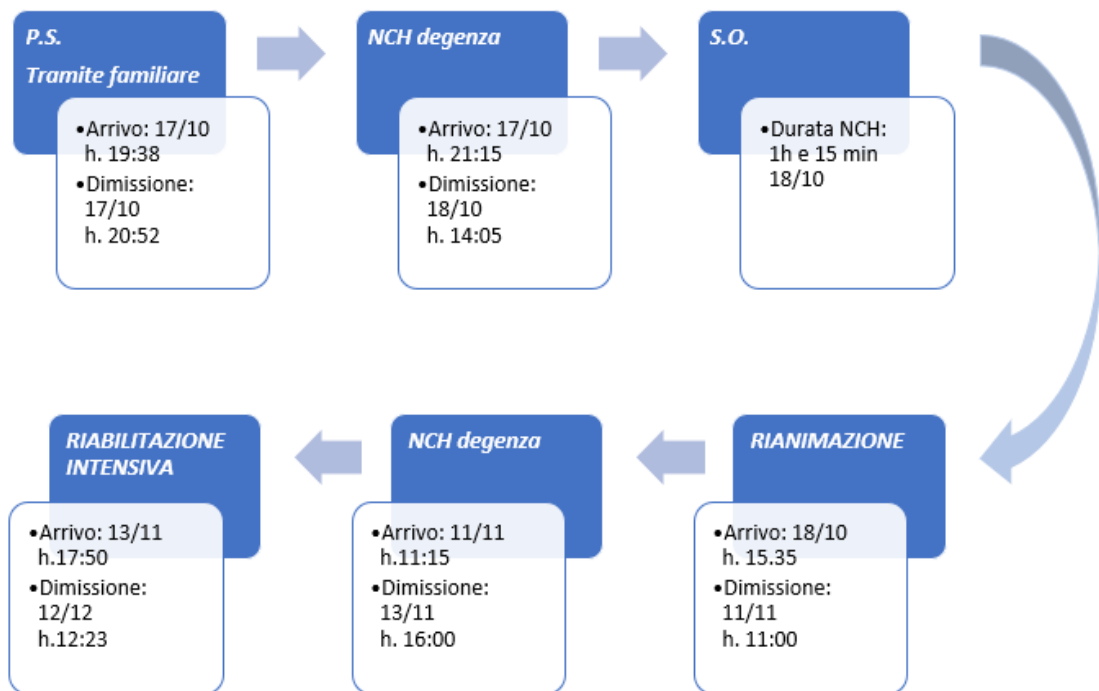 P.S.
Tramite familiare
•Arrivo: 17/10
h. 19:38
•Dimissione:
17/10
h. 20:52
NCH degenza
•Arrivo: 17/10
h. 21:15
•Dimissione:
18/10
h. 14:05
S.O.
•Durata NCH:
1h e 15 min
18/10
RIANIMAZIONE
•Arrivo: 18/10
h. 15.35
•Dimissione:
11/11
h. 11:00
NCH degenza
•Arrivo: 11/11
h.11:15
•Dimissione:
13/11
h. 16:00
RIABILITAZIONE
INTENSIVA
•Arrivo: 13/11
h.17:50
•Dimissione:
12/12
h.12:23